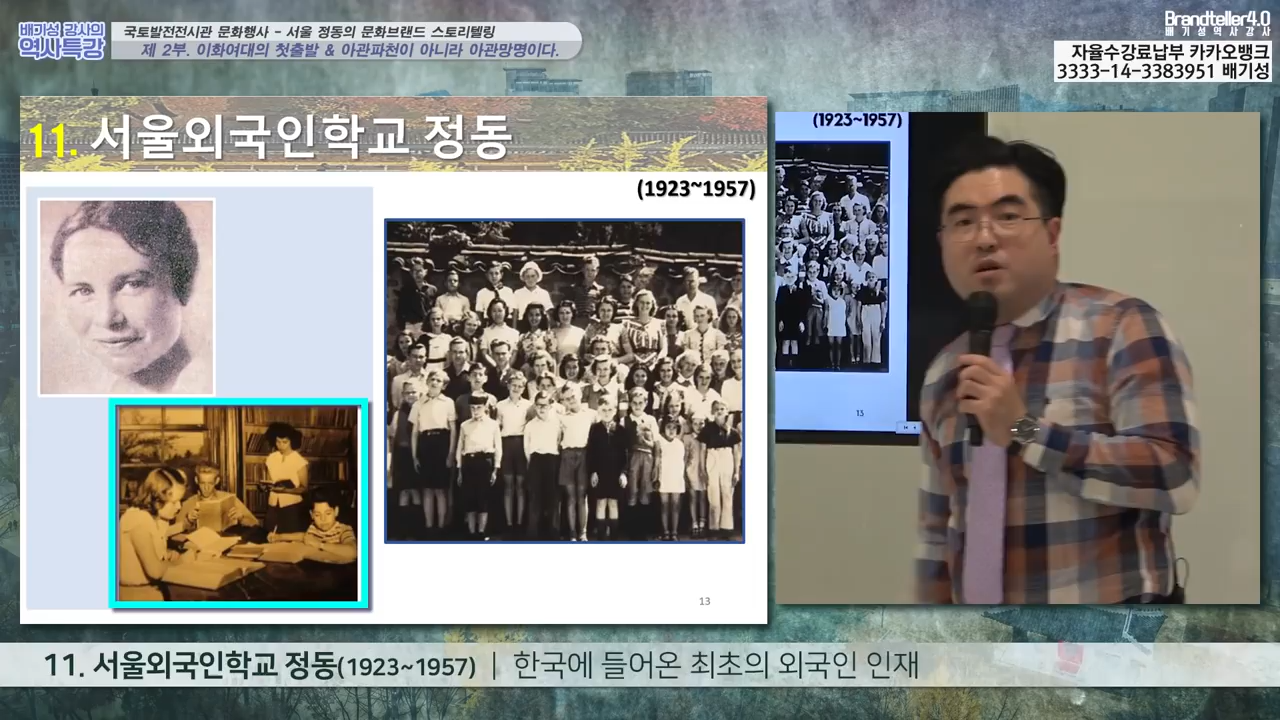 배기성 강사의
역사특강
국토발전전시관 문화행사 - 서울 정동의 문화브랜드 스토리텔링
제 2부. 이화여대의 첫출발 & 아관파천이 아니라 아관망명이다.
Brandteller4.0
배기성역사강사
자율수강료납부 카카오뱅크
3333-14-3383951 배기성
11. 서울외국인학교 정동
(1923~1957)
13
(1923~1957)
13
11. 서울외국인학교 정동(1923~1957) | 한국에 들어온 최초의 외국인 인재